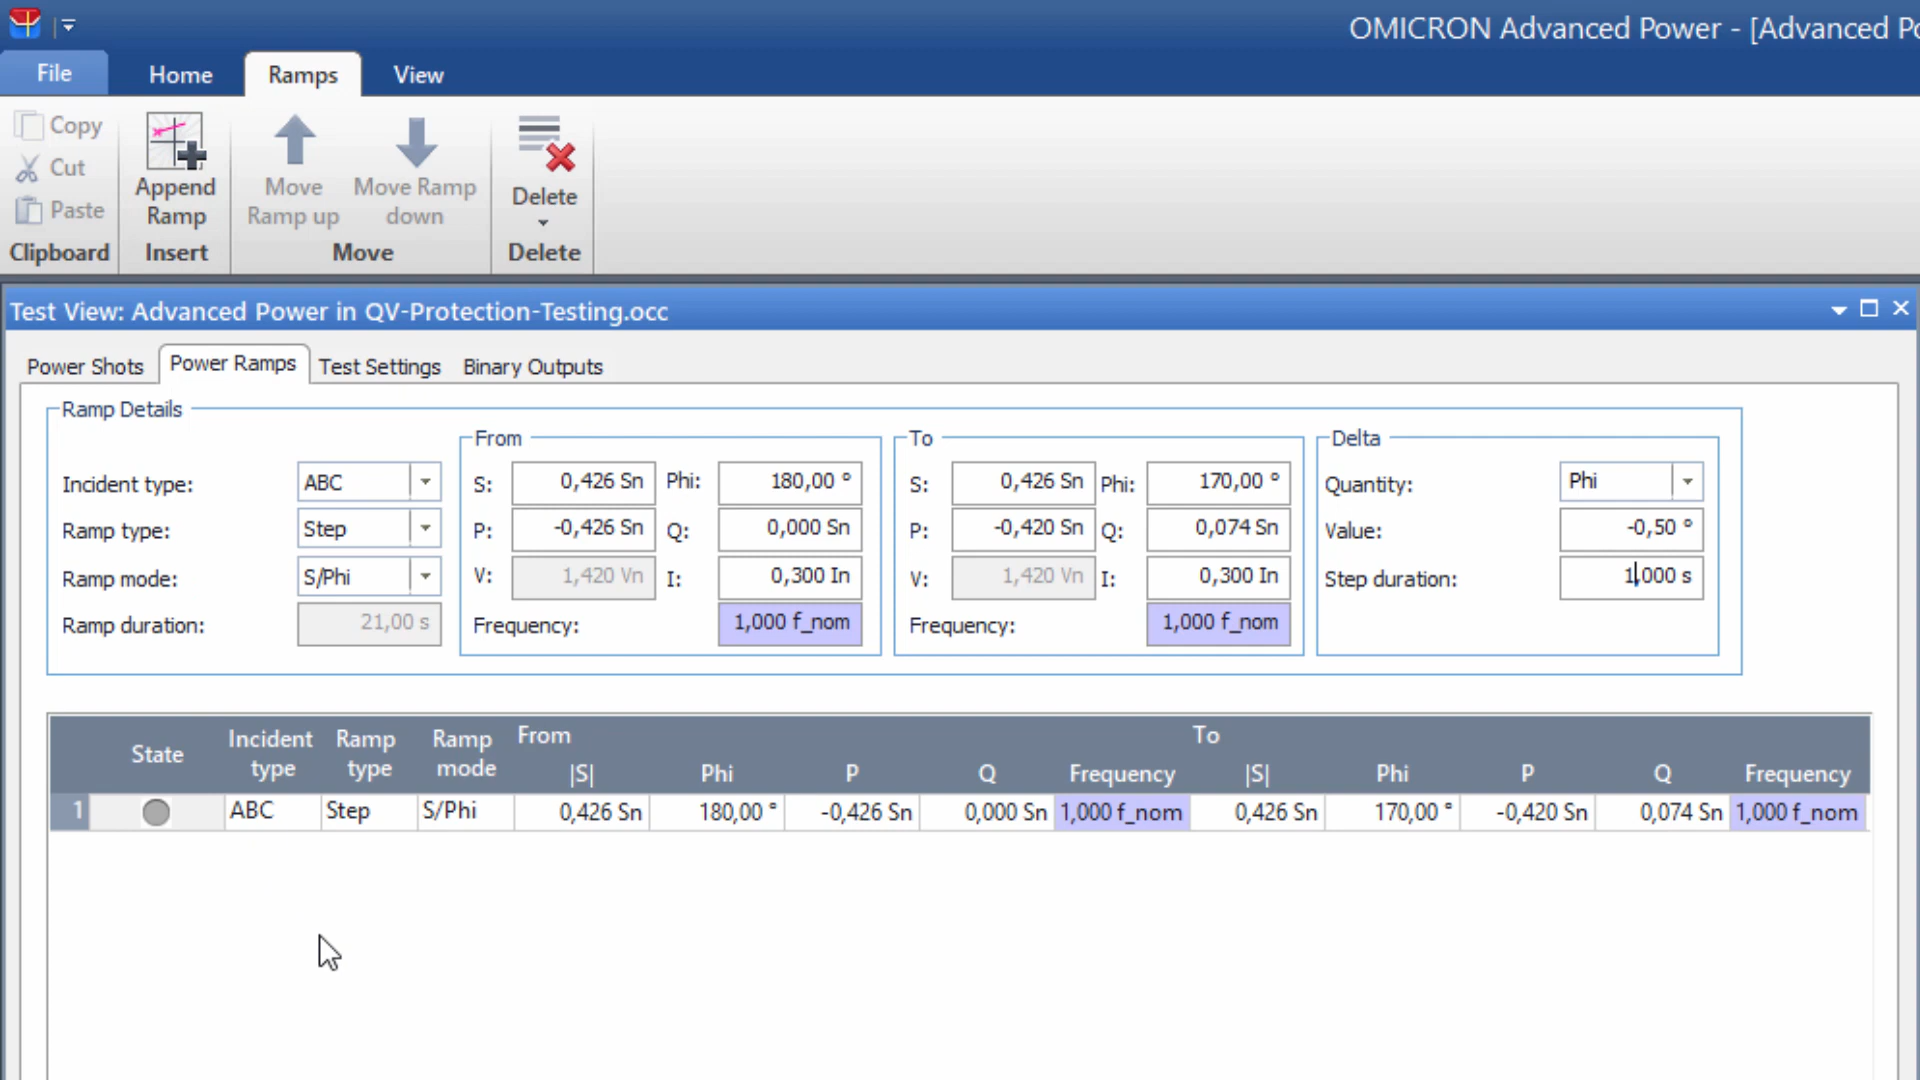 OMICRON Advanced Power - [Advanced Po
File Home Ramps View
Copy
Cut
Paste
Append Ramp
Move Ramp up
Move Ramp down
Delete
Clipboard Insert Move Delete
Test View: Advanced Power in QV-Protection-Testing.occ
Power Shots Power Ramps Test Settings Binary Outputs
Ramp Details
Incident type: ABC
Ramp type: Step
Ramp mode: S/Phi
Ramp duration: 21,00 s
From
S: 0,426 Sn Phi: 180,00 °
P: -0,426 Sn Q: 0,000 Sn
V: 1,420 Vn I: 0,300 In
Frequency: 1,000 f_nom
To
S: 0,426 Sn Phi: 170,00 °
P: -0,420 Sn Q: 0,074 Sn
V: 1,420 Vn I: 0,300 In
Frequency: 1,000 f_nom
Delta
Quantity: Phi
Value: -0,50 °
Step duration: 1,000 s
State Incident type Ramp type Ramp mode From To
|S| Phi P Q Frequency |S| Phi P Q Frequency
1 ABC Step S/Phi 0,426 Sn 180,00 ° -0,426 Sn 0,000 Sn 1,000 f_nom 0,426 Sn 170,00 ° -0,420 Sn 0,074 Sn 1,000 f_nom